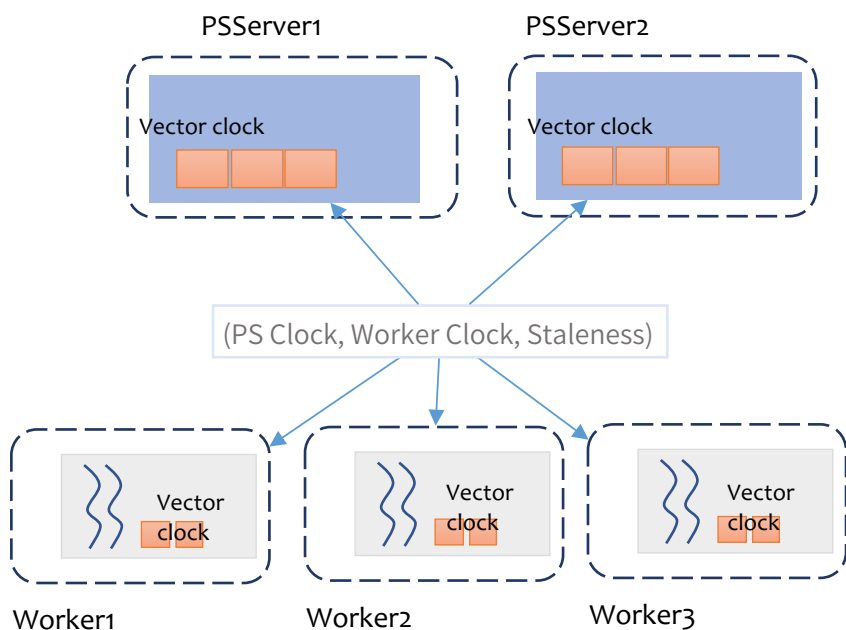 PSServer1
PSServer2
Vector clock
Vector clock
(PS Clock, Worker Clock, Staleness)
Vector
clock
Vector
clock
Vector
clock
Worker1
Worker2
Worker3